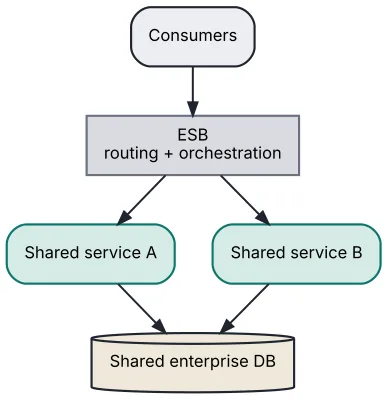 Consumers
ESB
routing + orchestration
Shared service A
Shared service B
Shared enterprise DB